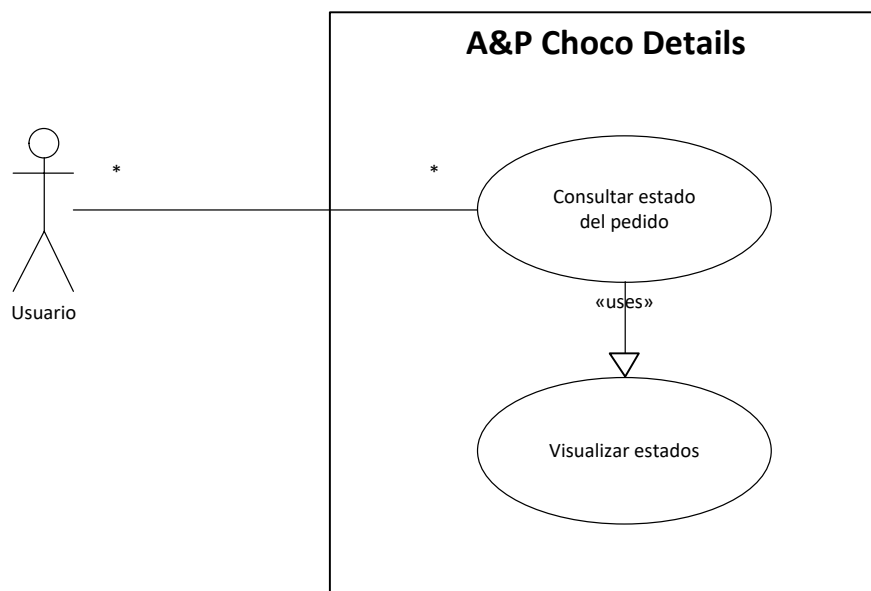 A&P Choco Details
*
*
Consultar estado
del pedido
«uses»
Usuario
Visualizar estados